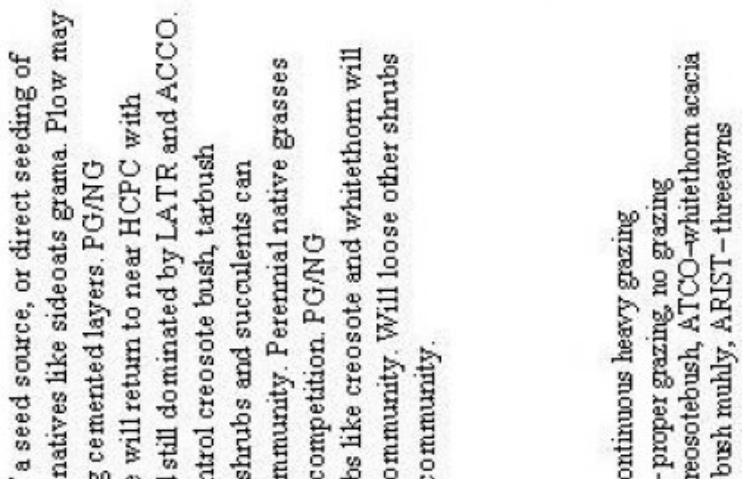 a seed source, or direct seeding of
natives like sideoats grama. Plow may
cemented layers. PG/NG
will return to near HCPC with
still dominated by LATR and ACCO.
ntrol creosote bush, tarbush
shrubs and succulents can
mmunity. Perennial native grasses
competition. PG/NG
bs like creosote and whitethorn will
ommunity. Will loose other shrubs
community.
ontinuous heavy grazing
- proper grazing, no grazing
reosotebush, ATCO-whitethorn acacia
bush muhly, ARIST-threeawns